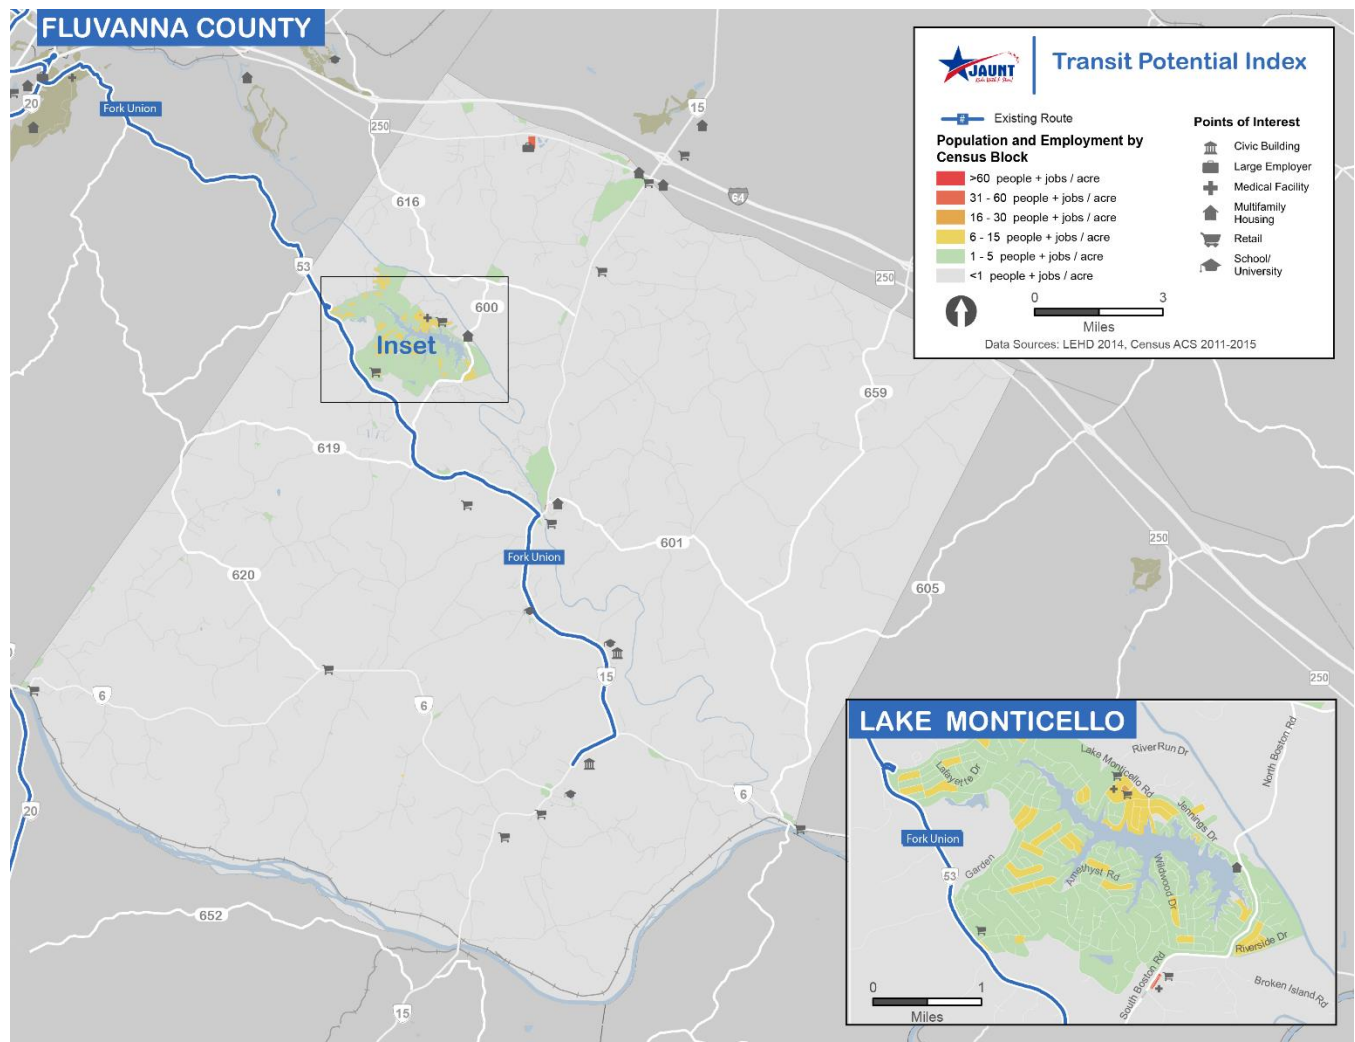 FLUVANNA COUNTY
JAUNT
Transit Potential Index
Existing Route
Population and Employment by
Census Block
>60 people + jobs / acre
31 - 60 people + jobs / acre
16 - 30 people + jobs / acre
6 - 15 people + jobs / acre
1 - 5 people + jobs / acre
<1 people + jobs / acre
Points of Interest
Civic Building
Large Employer
Medical Facility
Multifamily
Housing
Retail
School/
University
0 3
Miles
Data Sources: LEHD 2014, Census ACS 2011-2015
20
Fork Union
250
15
64
616
53
250
600
Inset
659
619
601
250
Fork Union
620
605
15
250
6
6
6
20
652
15
LAKE MONTICELLO
Lafayette Dr
Lake Monticello Rd
River Run Dr
North Boston Rd
Jennings Dr
Fork Union
53
Garden
Amethyst Rd
Wildwood Dr
Riverside Dr
South Boston Rd
Broken Island Rd
0 1
Miles